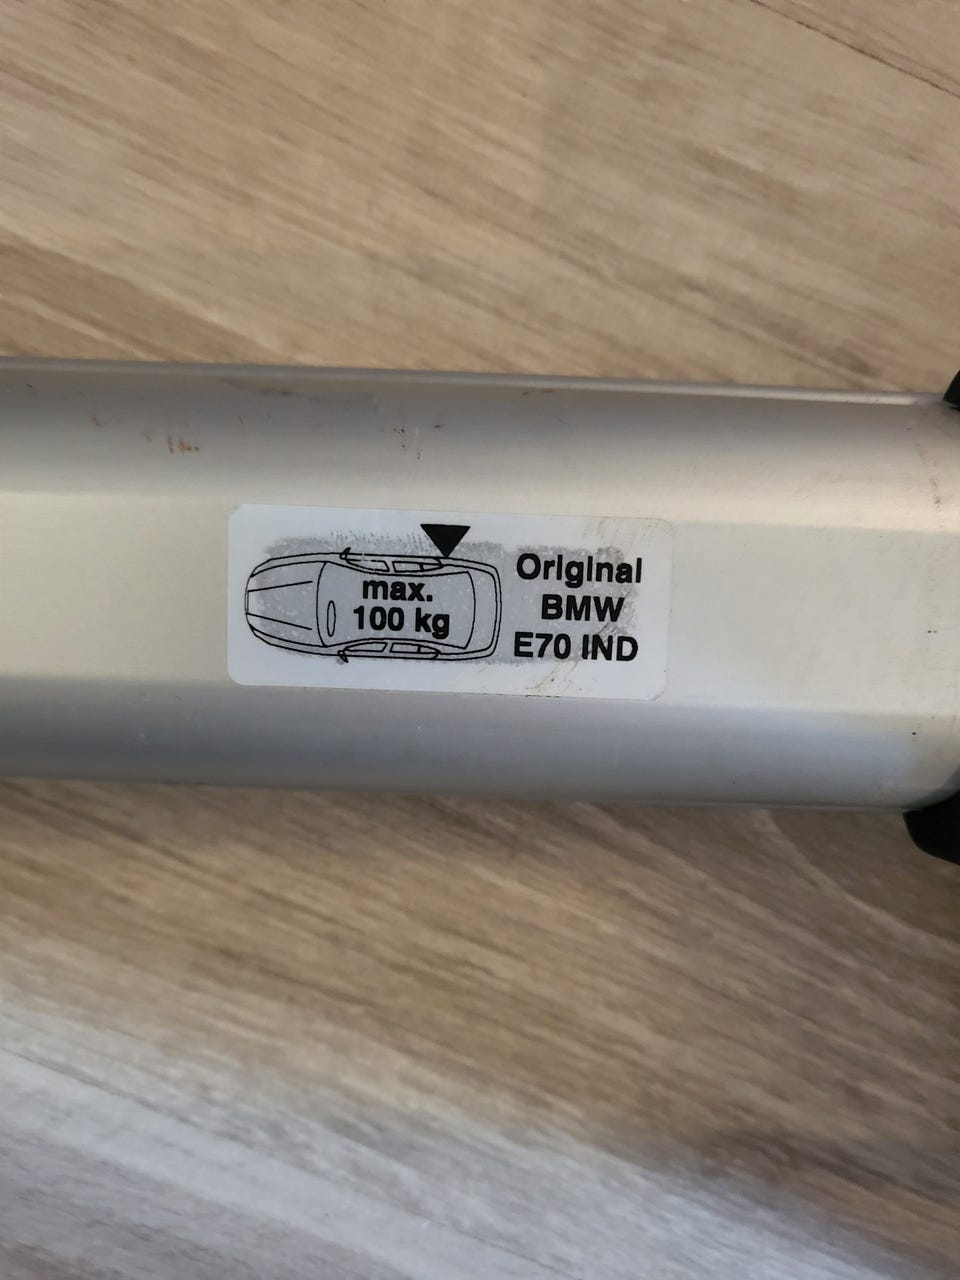 max.
100 kg
Original
BMW
E70 IND